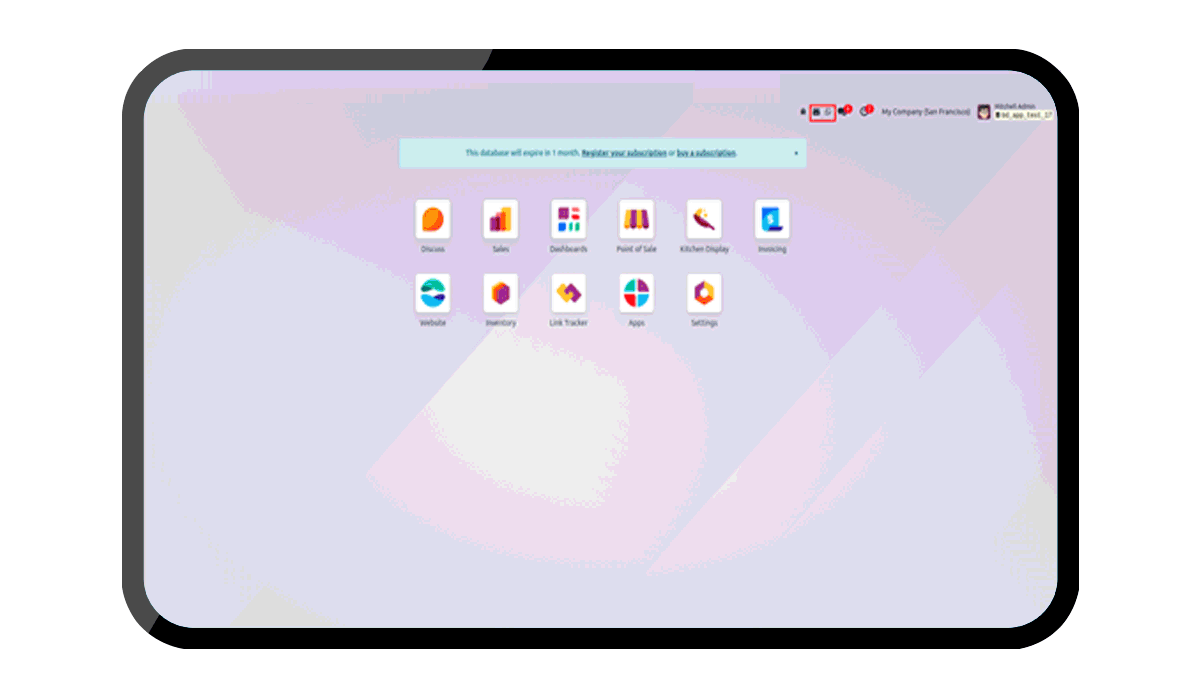 My Company (San Francisco)
Mitchell Admin
bd_app_test_17
This database will expire in 1 month. Register your subscription or buy a subscription.
Discuss
Sales
Dashboards
Point of Sale
Kitchen Display
Invoicing
Website
Inventory
Link Tracker
Apps
Settings